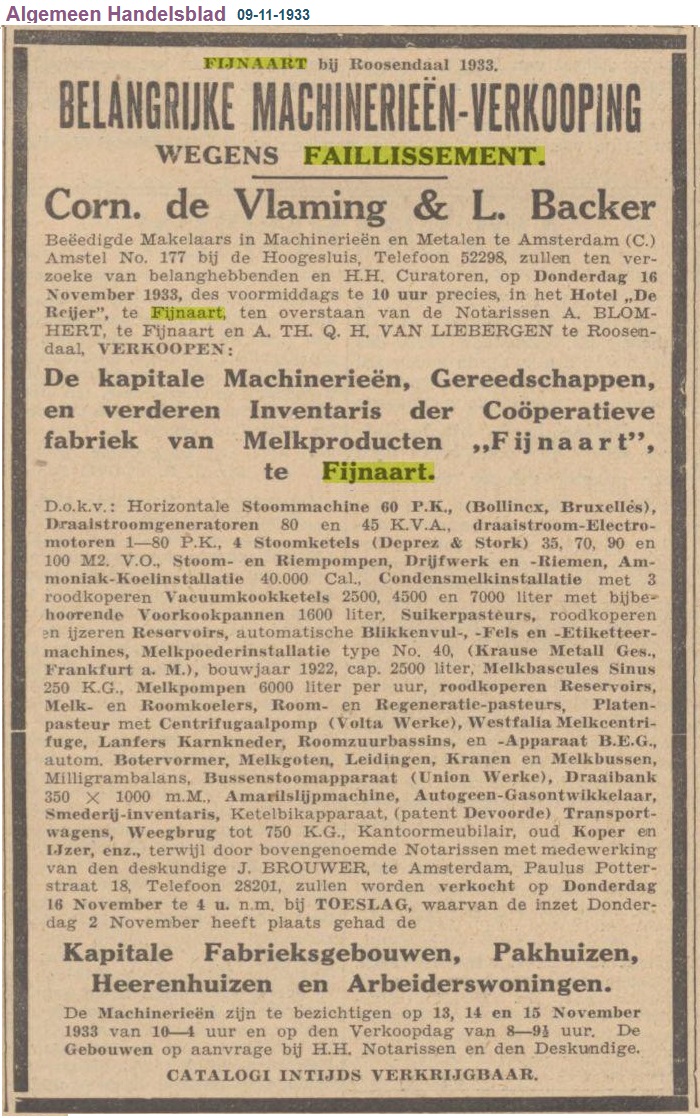 Algemeen Handelsblad 09-11-1933
FIJNAART bij Roosendaal 1933.
BELANGRIJKE MACHINERIEËN-VERKOOPING
WEGENS FAILLISSEMENT.
Corn. de Vlaming & L. Backer
Beëedigde Makelaars in Machinerieën en Metalen te Amsterdam (C.)
Amstel No. 177 bij de Hoogesluis, Telefoon 52298, zullen ten ver-
zoeke van belanghebbenden en H.H. Curatoren, op Donderdag 16
November 1933, des voormiddags te 10 uur precies, in het Hotel „De
Reijer”, te Fijnaart, ten overstaan van de Notarissen A. BLOM-
HERT, te Fijnaart en A. TH. Q. H. VAN LIEBERGEN te Roosen-
daal, VERKOOPEN:
De kapitale Machinerieën, Gereedschappen,
en verderen Inventaris der Coöperatieve
fabriek van Melkproducten „Fijnaart”,
te Fijnaart.
D.o.k.v.: Horizontale Stoommachine 60 P.K., (Bollincx, Bruxelles),
Draaistroomgeneratoren 80 en 45 K.V.A., draaistroom-Electro-
motoren 1—80 P.K., 4 Stoomketels (Deprez & Stork) 35, 70, 90 en
100 M2. V.O., Stoom- en Riempompen, Drijfwerk en -Riemen, Am-
moniak-Koelinstallatie 40.000 Cal., Condensmelkinstallatie met 3
roodkoperen Vacuumkookketels 2500, 4500 en 7000 liter met bijbe-
hoorende Voorkookpannen 1600 liter, Suikerpasteurs, roodkoperen
en ijzeren Reservoirs, automatische Blikkenvul-, -Fels en -Etiketteer-
machines, Melkpoederinstallatie type No. 40, (Krause Metall Ges.,
Frankfurt a. M.), bouwjaar 1922, cap. 2500 liter, Melkbascules Sinus
250 K.G., Melkpompen 6000 liter per uur, roodkoperen Reservoirs,
Melk- en Roomkoelers, Room- en Regeneratie-pasteurs, Platen-
pasteur met Centrifugaalpomp (Volta Werke), Westfalia Melkcentri-
fuge, Lanfers Karnkneder, Roomzuurbassins, en -Apparaat B.E.G.,
autom. Botervormer, Melkgoten, Leidingen, Kranen en Melkbussen,
Milligrambalans, Bussenstoomapparaat (Union Werke), Draaibank
350 × 1000 m.M., Amarilslijpmachine, Autogeen-Gasontwikkelaar,
Smederij-inventaris, Ketelbikapparaat, (patent Devoorde) Transport-
wagens, Weegbrug tot 750 K.G., Kantoormeubilair, oud Koper en
IJzer, enz., terwijl door bovengenoemde Notarissen met medewerking
van den deskundige J. BROUWER, te Amsterdam, Paulus Potter-
straat 18, Telefoon 28201, zullen worden verkocht op Donderdag
16 November te 4 u. n.m. bij TOESLAG, waarvan de inzet Donder-
dag 2 November heeft plaats gehad de
Kapitale Fabrieksgebouwen, Pakhuizen,
Heerenhuizen en Arbeiderswoningen.
De Machinerieën zijn te bezichtigen op 13, 14 en 15 November
1933 van 10—4 uur en op den Verkoopdag van 8—9½ uur. De
Gebouwen op aanvrage bij H.H. Notarissen en den Deskundige.
CATALOGI INTIJDS VERKRIJGBAAR.